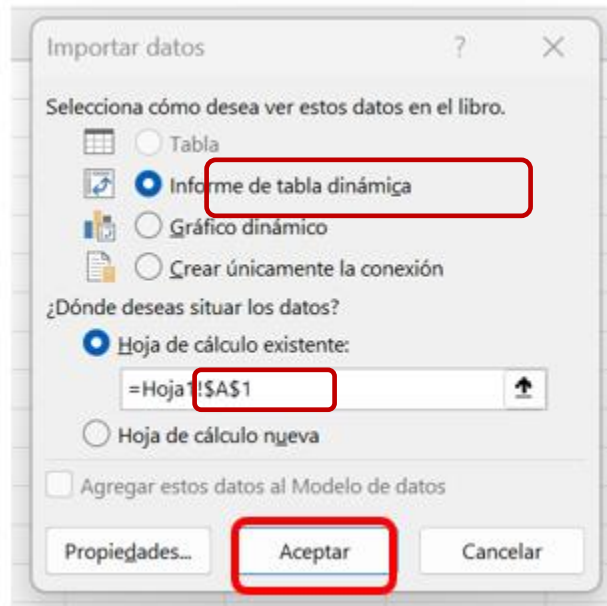 Importar datos ?
Selecciona cómo desea ver estos datos en el libro.
Tabla
Informe de tabla dinámica
Gráfico dinámico
Crear únicamente la conexión
¿Dónde deseas situar los datos?
Hoja de cálculo existente:
=Hoja1!$A$1
Hoja de cálculo nueva
Agregar estos datos al Modelo de datos
Propiedades... Aceptar Cancelar